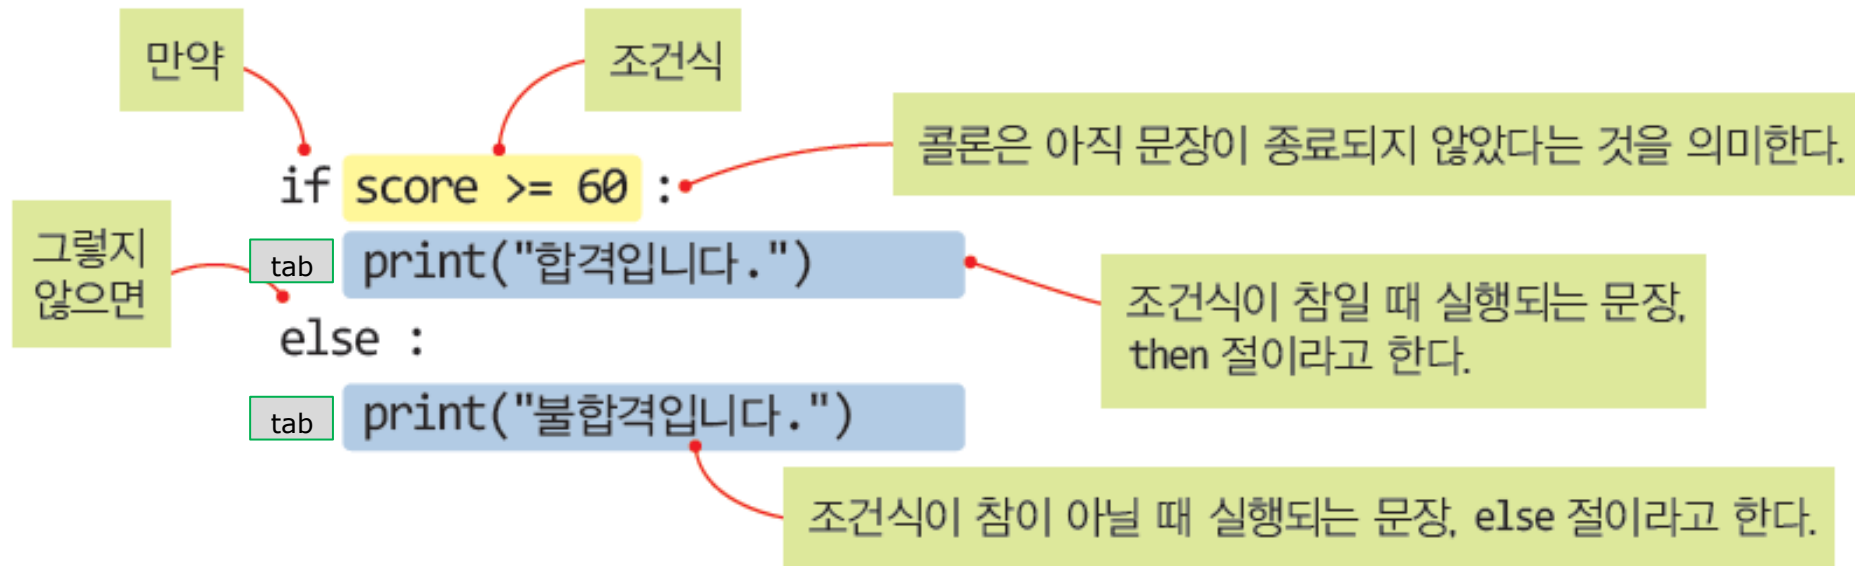 만약
조건식
콜론은 아직 문장이 종료되지 않았다는 것을 의미한다.
if score >= 60 :
그렇지
않으면
tab print("합격입니다.")
조건식이 참일 때 실행되는 문장,
then 절이라고 한다.
else :
tab print("불합격입니다.")
조건식이 참이 아닐 때 실행되는 문장, else 절이라고 한다.